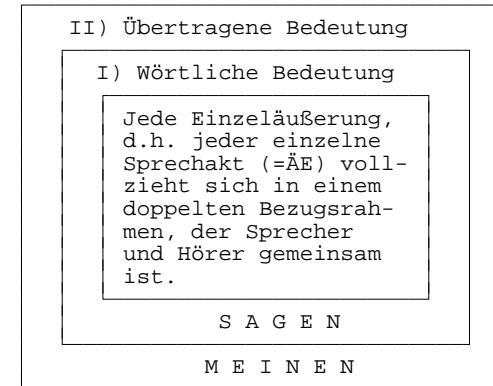 II) Übertragene Bedeutung
I) Wörtliche Bedeutung
Jede Einzeläußerung,
d.h. jeder einzelne
Sprechakt (=ÄE) voll-
zieht sich in einem
doppelten Bezugsrah-
men, der Sprecher
und Hörer gemeinsam
ist.
S A G E N
M E I N E N